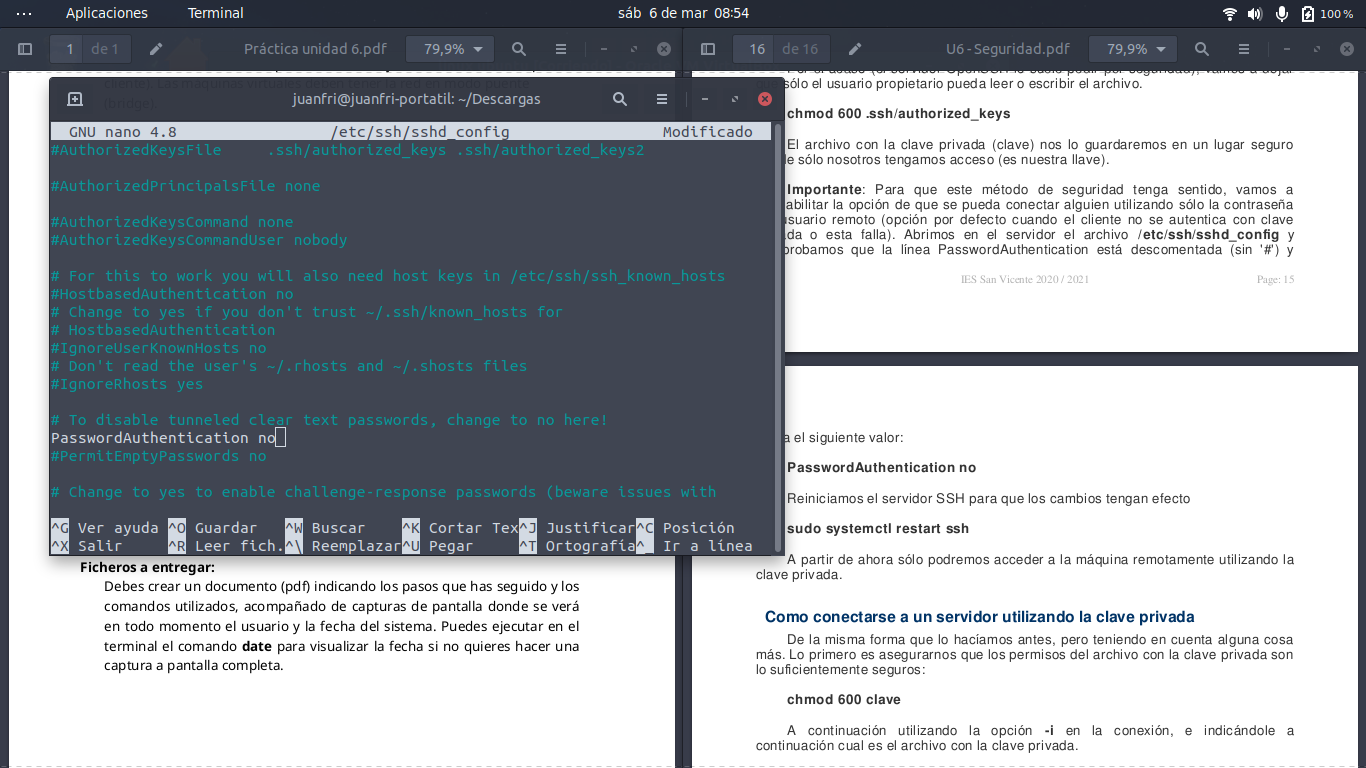 Aplicaciones Terminal sáb 6 de mar 08:54 100 %
1 de 1 Práctica unidad 6.pdf 79,9%
16 de 16 U6 - Seguridad.pdf 79,9%
juanfri@juanfri-portatil: ~/Descargas
GNU nano 4.8 /etc/ssh/sshd_config Modificado
#AuthorizedKeysFile .ssh/authorized_keys .ssh/authorized_keys2
#AuthorizedPrincipalsFile none
#AuthorizedKeysCommand none
#AuthorizedKeysCommandUser nobody
# For this to work you will also need host keys in /etc/ssh/ssh_known_hosts
#HostbasedAuthentication no
# Change to yes if you don't trust ~/.ssh/known_hosts for
# HostbasedAuthentication
#IgnoreUserKnownHosts no
# Don't read the user's ~/.rhosts and ~/.shosts files
#IgnoreRhosts yes
# To disable tunneled clear text passwords, change to no here!
PasswordAuthentication no
#PermitEmptyPasswords no
# Change to yes to enable challenge-response passwords (beware issues with
^G Ver ayuda ^O Guardar ^W Buscar ^K Cortar Tex ^J Justificar ^C Posición
^X Salir ^R Leer fich. ^\ Reemplazar ^U Pegar ^T Ortografía ^_ Ir a línea
Ficheros a entregar:
Debes crear un documento (pdf) indicando los pasos que has seguido y los
comandos utilizados, acompañado de capturas de pantalla donde se verá
en todo momento el usuario y la fecha del sistema. Puedes ejecutar en el
terminal el comando date para visualizar la fecha si no quieres hacer una
captura a pantalla completa.
sólo el usuario propietario pueda leer o escribir el archivo.
chmod 600 .ssh/authorized_keys
El archivo con la clave privada (clave) nos lo guardaremos en un lugar seguro
sólo nosotros tengamos acceso (es nuestra llave).
Importante: Para que este método de seguridad tenga sentido, vamos a
abilitar la opción de que se pueda conectar alguien utilizando sólo la contraseña
usuario remoto (opción por defecto cuando el cliente no se autentica con clave
ada o esta falla). Abrimos en el servidor el archivo /etc/ssh/sshd_config y
probamos que la línea PasswordAuthentication está descomentada (sin '#') y
IES San Vicente 2020 / 2021 Page: 15
a el siguiente valor:
PasswordAuthentication no
Reiniciamos el servidor SSH para que los cambios tengan efecto
sudo systemctl restart ssh
A partir de ahora sólo podremos acceder a la máquina remotamente utilizando la
clave privada.
Como conectarse a un servidor utilizando la clave privada
De la misma forma que lo hacíamos antes, pero teniendo en cuenta alguna cosa
más. Lo primero es asegurarnos que los permisos del archivo con la clave privada son
lo suficientemente seguros:
chmod 600 clave
A continuación utilizando la opción -i en la conexión, e indicándole a
continuación cual es el archivo con la clave privada.